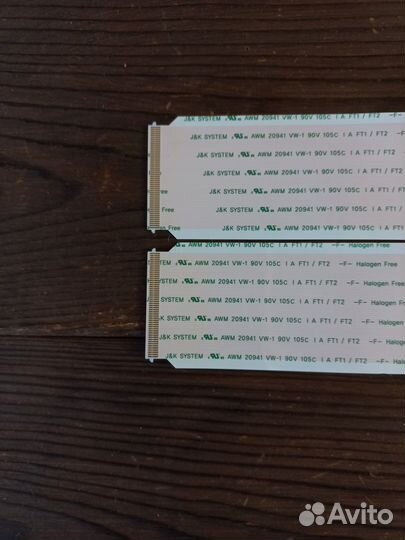 J&K SYSTEM AWM 20941 VW-1 90V 105C I A FT1 / FT2 -F-
J&K SYSTEM AWM 20941 VW-1 90V 105C I A FT1 / FT2 -F-
J&K SYSTEM AWM 20941 VW-1 90V 105C I A FT1 / FT2
J&K SYSTEM AWM 20941 VW-1 90V 105C I A FT1 / FT2
Free J&K SYSTEM AWM 20941 VW-1 90V 105C I A FT1 /
Free J&K SYSTEM AWM 20941 VW-1 90V 105C I A FT1
Free J&K SYSTEM AWM 20941 VW-1 90V 105C I A
AWM 20941 VW-1 90V 105C I A FT1 / FT2 -F- Halogen Free
AWM 20941 VW-1 90V 105C I A FT1 / FT2 -F- Halogen Free
SYSTEM AWM 20941 VW-1 90V 105C I A FT1 / FT2 -F- Halogen Free
J&K SYSTEM AWM 20941 VW-1 90V 105C I A FT1 / FT2 -F- Halogen
J&K SYSTEM AWM 20941 VW-1 90V 105C I A FT1 / FT2 -F- Halogen
J&K SYSTEM AWM 20941 VW-1 90V 105C I A FT1 / FT2 -F-
Avito